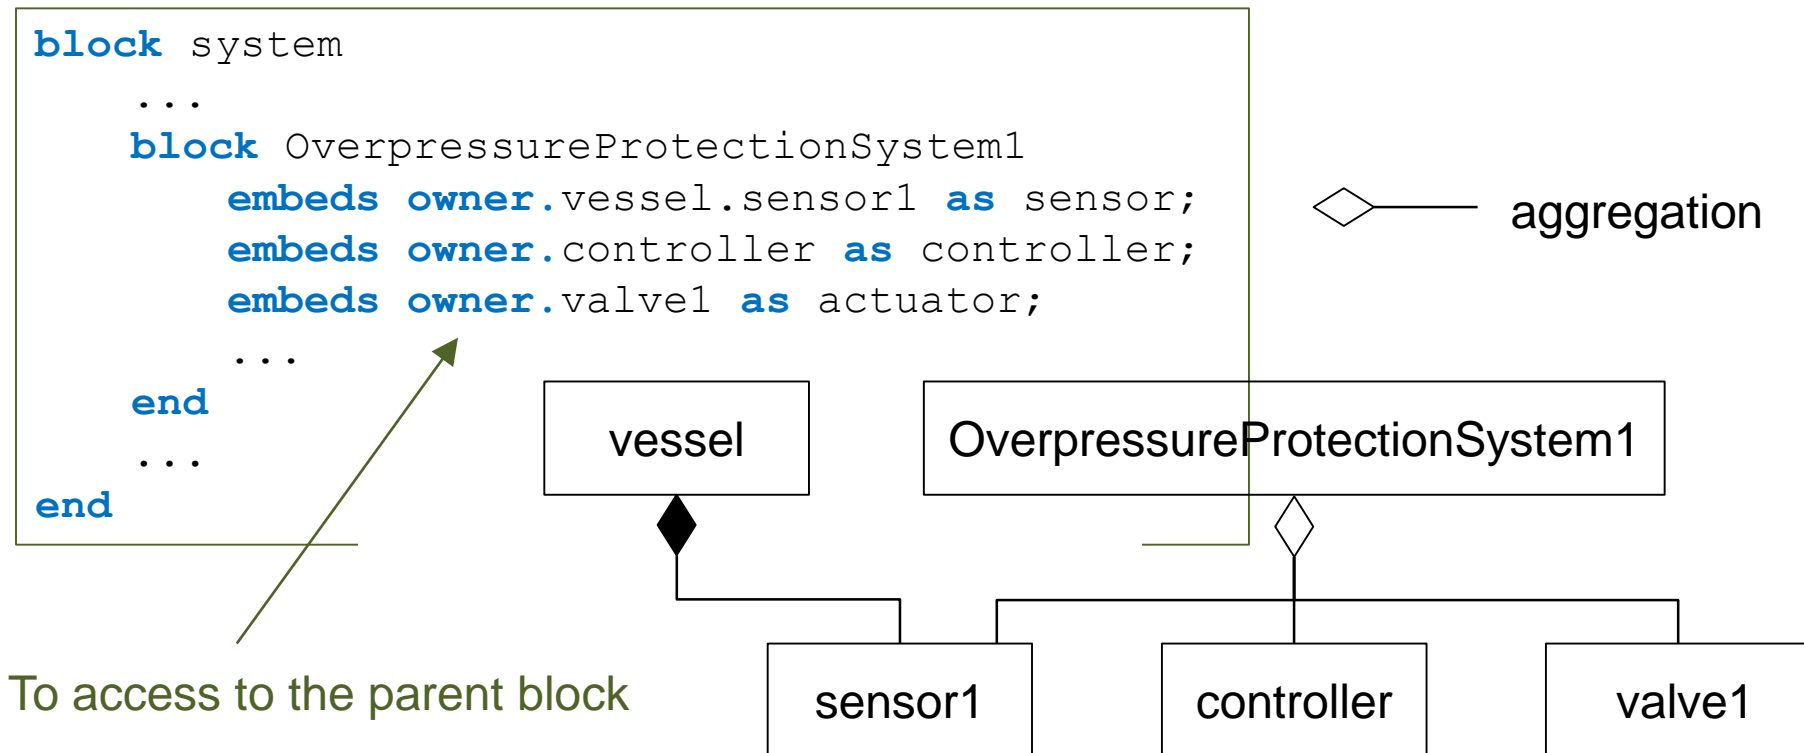 block system
...
block OverpressureProtectionSystem1
embeds owner.vessel.sensor1 as sensor;
embeds owner.controller as controller;
embeds owner.valve1 as actuator;
...
end
...
end
aggregation
vessel
OverpressureProtectionSystem1
To access to the parent block
sensor1
controller
valve1